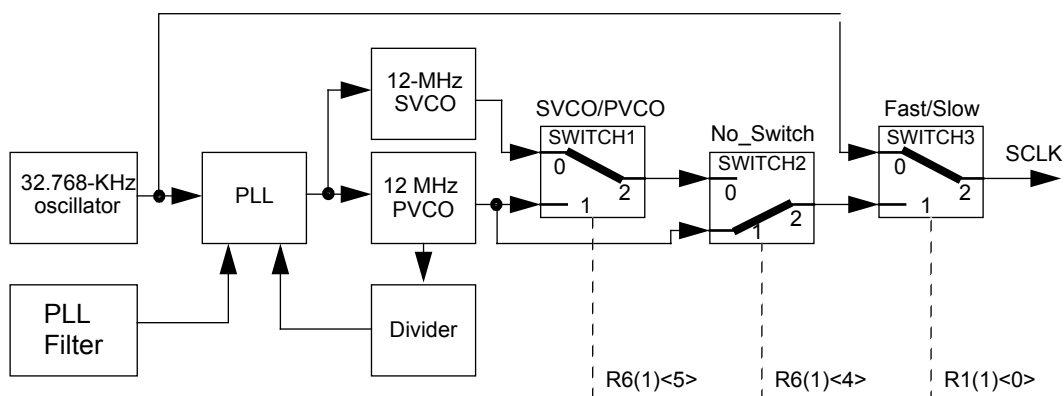 12-MHz
SVCO
SVCO/PVCO
Fast/Slow
No_Switch
SWITCH1
SWITCH3
SWITCH2
SCLK
0
2
0
2
0
2
1
1
1
32.768-KHz
oscillator
PLL
12 MHz
PVCO
PLL
Filter
Divider
R6(1)<5>
R6(1)<4>
R1(1)<0>